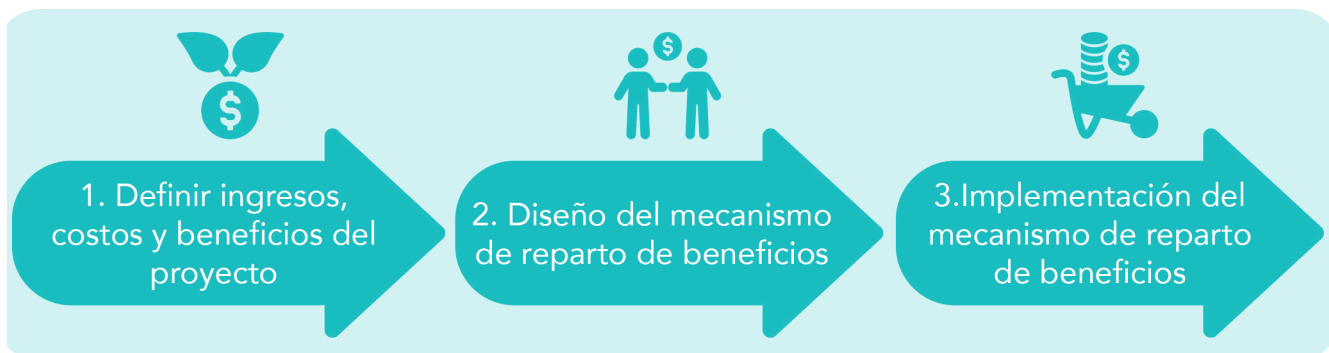 $
$
$
1. Definir ingresos,
costos y beneficios del
proyecto
2. Diseño del mecanismo
de reparto de beneficios
3.Implementación del
mecanismo de reparto
de beneficios